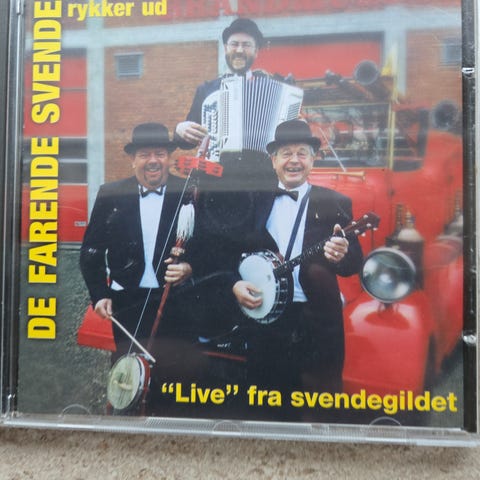 DE FARENDE SVENDE
rykker ud
"Live" fra svendegildet